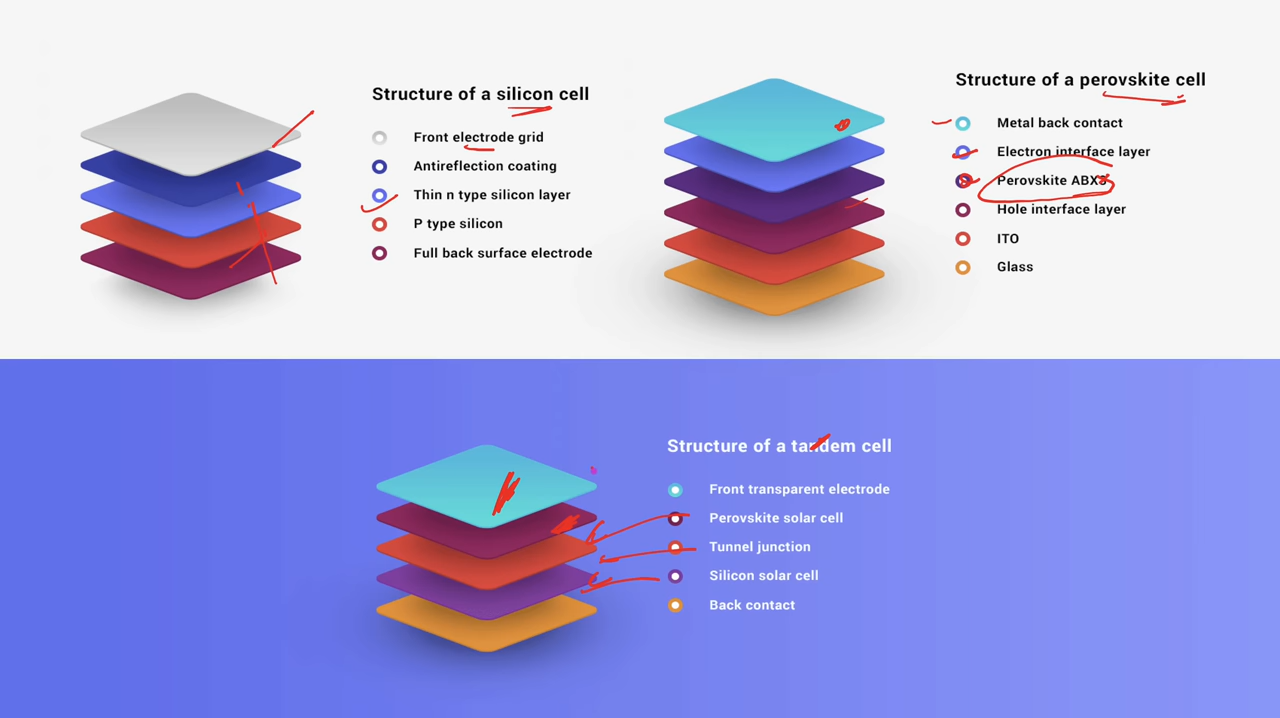 Structure of a silicon cell
Front electrode grid
Antireflection coating
Thin n type silicon layer
P type silicon
Full back surface electrode
Structure of a perovskite cell
Metal back contact
Electron interface layer
Perovskite ABX3
Hole interface layer
ITO
Glass
Structure of a tandem cell
Front transparent electrode
Perovskite solar cell
Tunnel junction
Silicon solar cell
Back contact